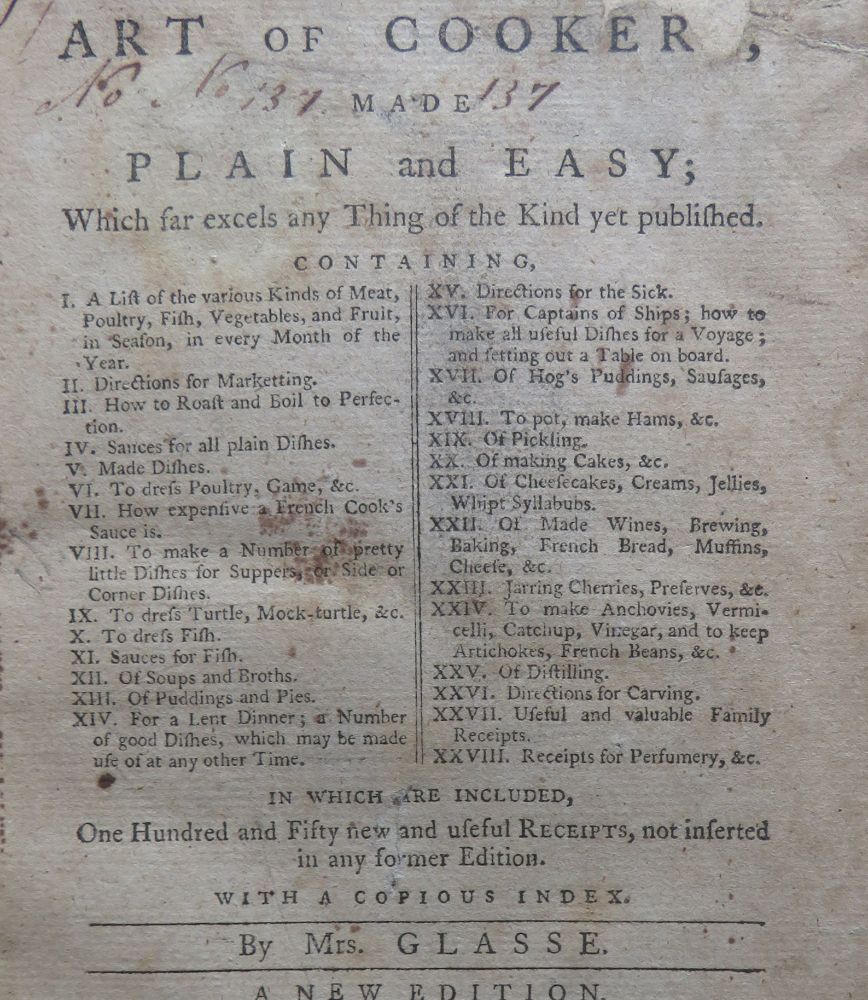 ART OF COOKER ,
No No 137 MADE 137
PLAIN and EASY;
Which far excels any Thing of the Kind yet publiſhed.
CONTAINING,
I. A Liſt of the various Kinds of Meat,
Poultry, Fiſh, Vegetables, and Fruit,
in Seaſon, in every Month of the
Year.
II. Directions for Marketting.
III. How to Roaſt and Boil to Perfec-
tion.
IV. Sauces for all plain Diſhes.
V. Made Diſhes.
VI. To dreſs Poultry, Game, &c.
VII. How expenſive a French Cook's
Sauce is.
VIII. To make a Number of pretty
little Diſhes for Suppers, or Side or
Corner Diſhes.
IX. To dreſs Turtle, Mock-turtle, &c.
X. To dreſs Fiſh.
XI. Sauces for Fiſh.
XII. Of Soups and Broths.
XIII. Of Puddings and Pies.
XIV. For a Lent Dinner; a Number
of good Diſhes, which may be made
uſe of at any other Time.
XV. Directions for the Sick.
XVI. For Captains of Ships; how to
make all uſeful Diſhes for a Voyage;
and ſetting out a Table on board.
XVII. Of Hog's Puddings, Sauſages,
&c.
XVIII. To pot, make Hams, &c.
XIX. Of Pickling.
XX. Of making Cakes, &c.
XXI. Of Cheeſecakes, Creams, Jellies,
Whipt Syllabubs.
XXII. Of Made Wines, Brewing,
Baking, French Bread, Muffins,
Cheeſe, &c.
XXIII. Jarring Cherries, Preſerves, &c.
XXIV. To make Anchovies, Vermi-
celli, Catchup, Vinegar, and to keep
Artichokes, French Beans, &c.
XXV. Of Diſtilling.
XXVI. Directions for Carving.
XXVII. Uſeful and valuable Family
Receipts.
XXVIII. Receipts for Perfumery, &c.
IN WHICH ARE INCLUDED,
One Hundred and Fifty new and uſeful RECEIPTS, not inſerted
in any former Edition.
WITH A COPIOUS INDEX.
By Mrs. GLASSE.
A NEW EDITION.